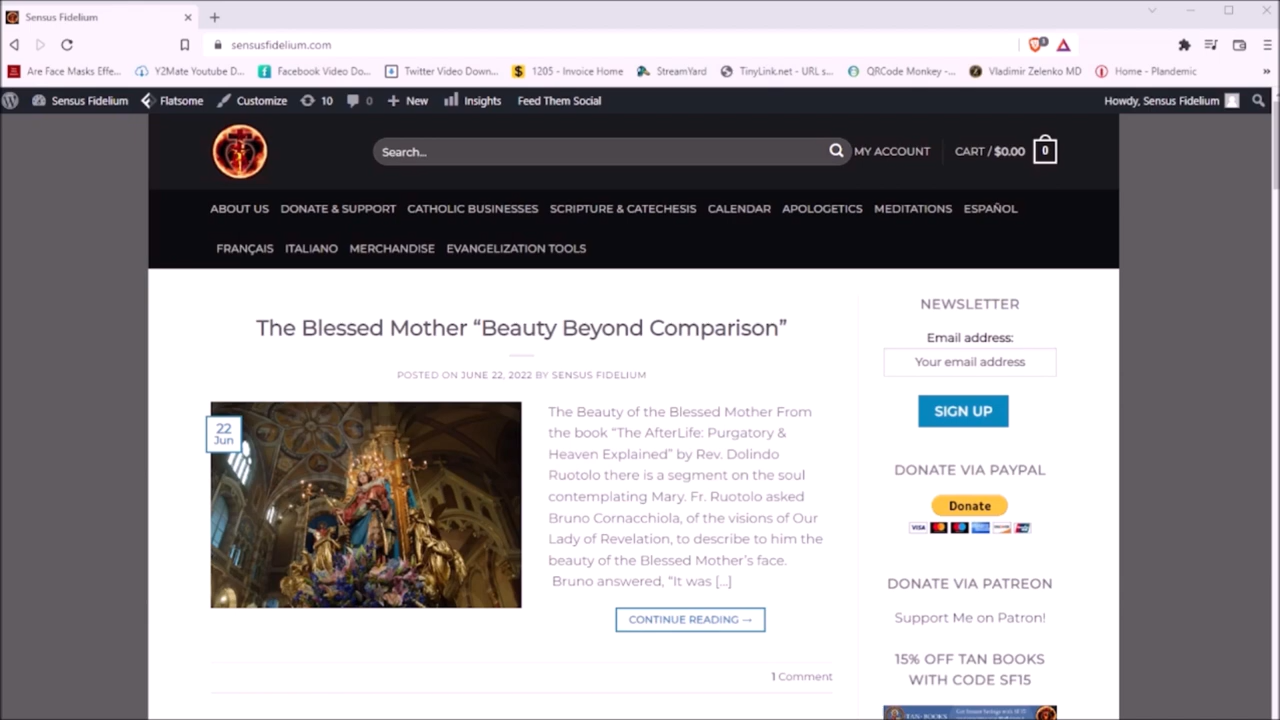 Sensus Fidelium
sensusfidelium.com
Are Face Masks Effe... Y2Mate Youtube D... Facebook Video Do... Twitter Video Down... 1205 - Invoice Home StreamYard TinyLink.net - URL s... QRCode Monkey -... Vladimir Zelenko MD Home - Plandemic »
Sensus Fidelium Flatsome Customize 10 0 New Insights Feed Them Social Howdy, Sensus Fidelium
Search... MY ACCOUNT CART / $0.00 0
ABOUT US DONATE & SUPPORT CATHOLIC BUSINESSES SCRIPTURE & CATECHESIS CALENDAR APOLOGETICS MEDITATIONS ESPAÑOL
FRANÇAIS ITALIANO MERCHANDISE EVANGELIZATION TOOLS
The Blessed Mother “Beauty Beyond Comparison”
POSTED ON JUNE 22, 2022 BY SENSUS FIDELIUM
22
Jun
The Beauty of the Blessed Mother From
the book “The AfterLife: Purgatory &
Heaven Explained” by Rev. Dolindo
Ruotolo there is a segment on the soul
contemplating Mary. Fr. Ruotolo asked
Bruno Cornacchiola, of the visions of Our
Lady of Revelation, to describe to him the
beauty of the Blessed Mother’s face.
Bruno answered, “It was [...]
CONTINUE READING →
1 Comment
NEWSLETTER
Email address:
Your email address
SIGN UP
DONATE VIA PAYPAL
Donate
VISA
DONATE VIA PATREON
Support Me on Patron!
15% OFF TAN BOOKS
WITH CODE SF15
TAN·BOOKS